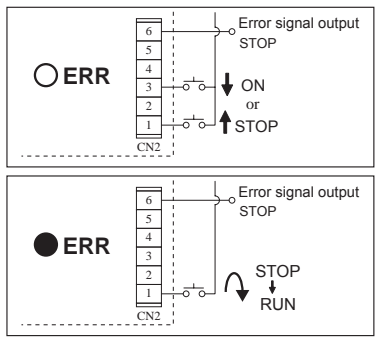 6 Error signal output
5 STOP
4
ERR
3 ON
2 or
1 STOP
CN2
6 Error signal output
5 STOP
4
ERR
3
2 STOP
1 RUN
CN2